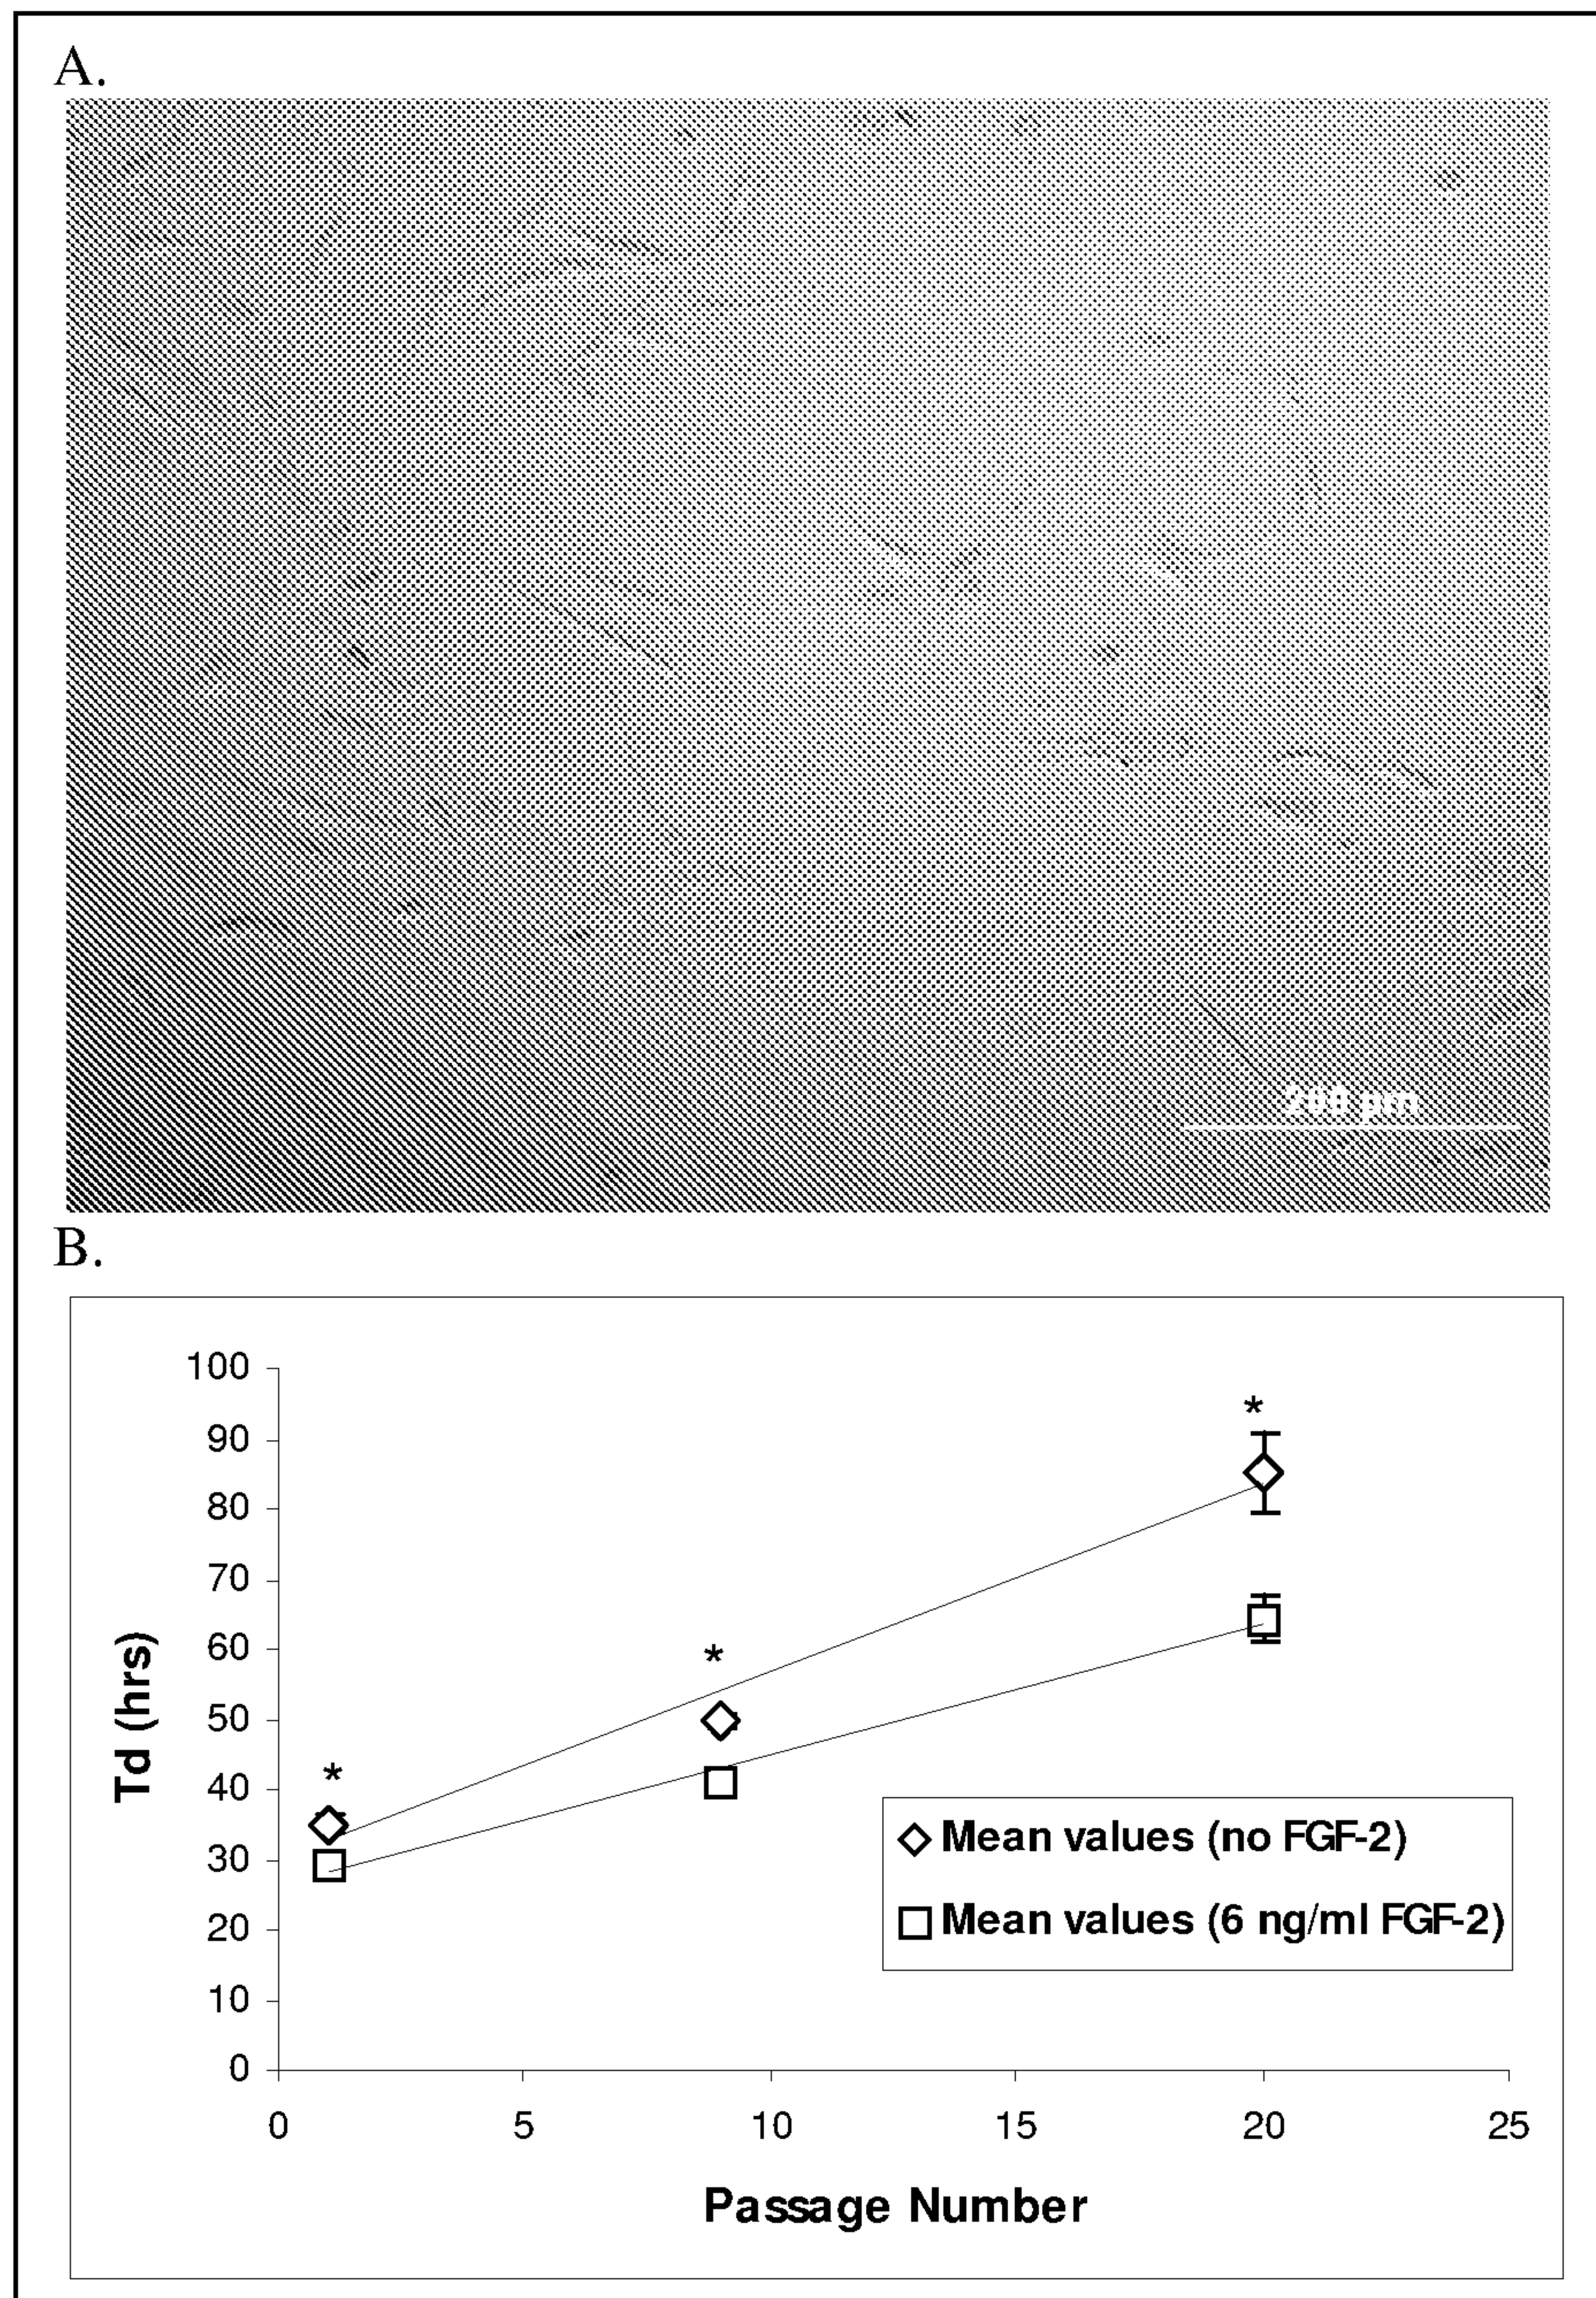 A.
200 µm
B.
100
90
80
70
60
50
40
30
20
10
0
Td (hrs)
*
*
*
Mean values (no FGF-2)
Mean values (6 ng/ml FGF-2)
0 5 10 15 20 25
Passage Number